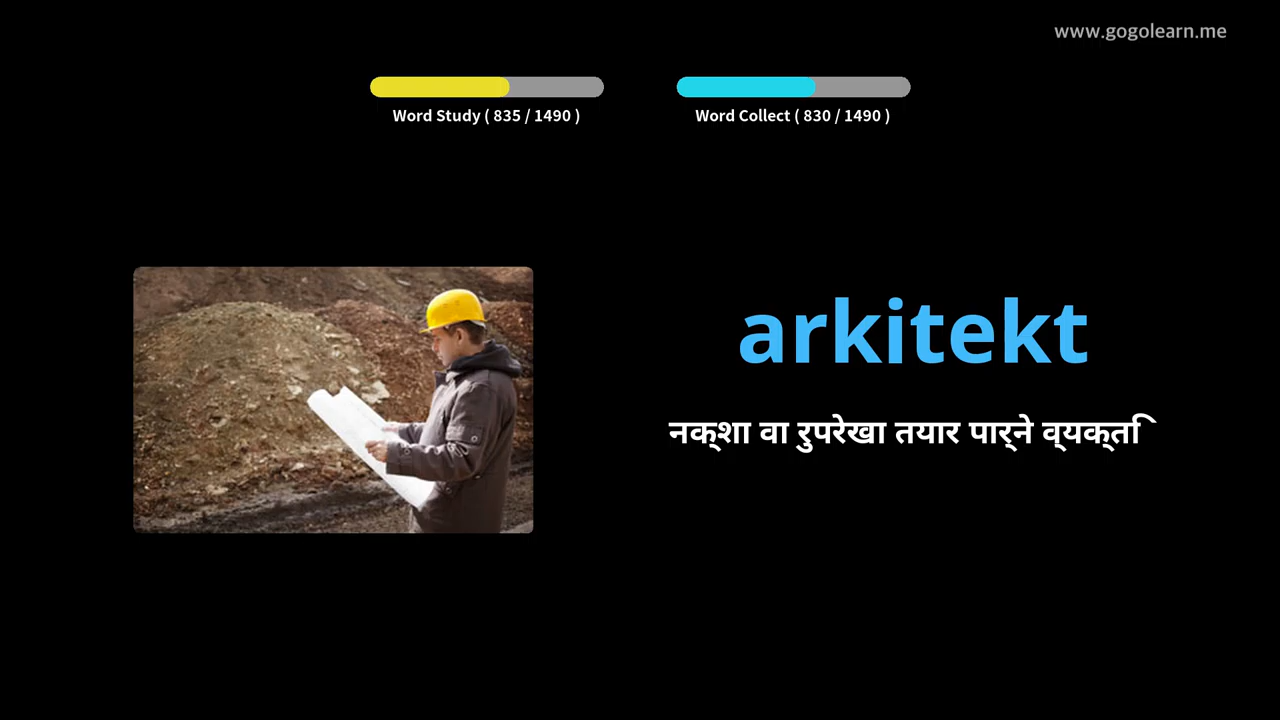 www.gogolearn.me
Word Study ( 835 / 1490 )
Word Collect ( 830 / 1490 )
arkitekt
नक्शा वा रुपरेखा तयार पार्ने व्यक्ति